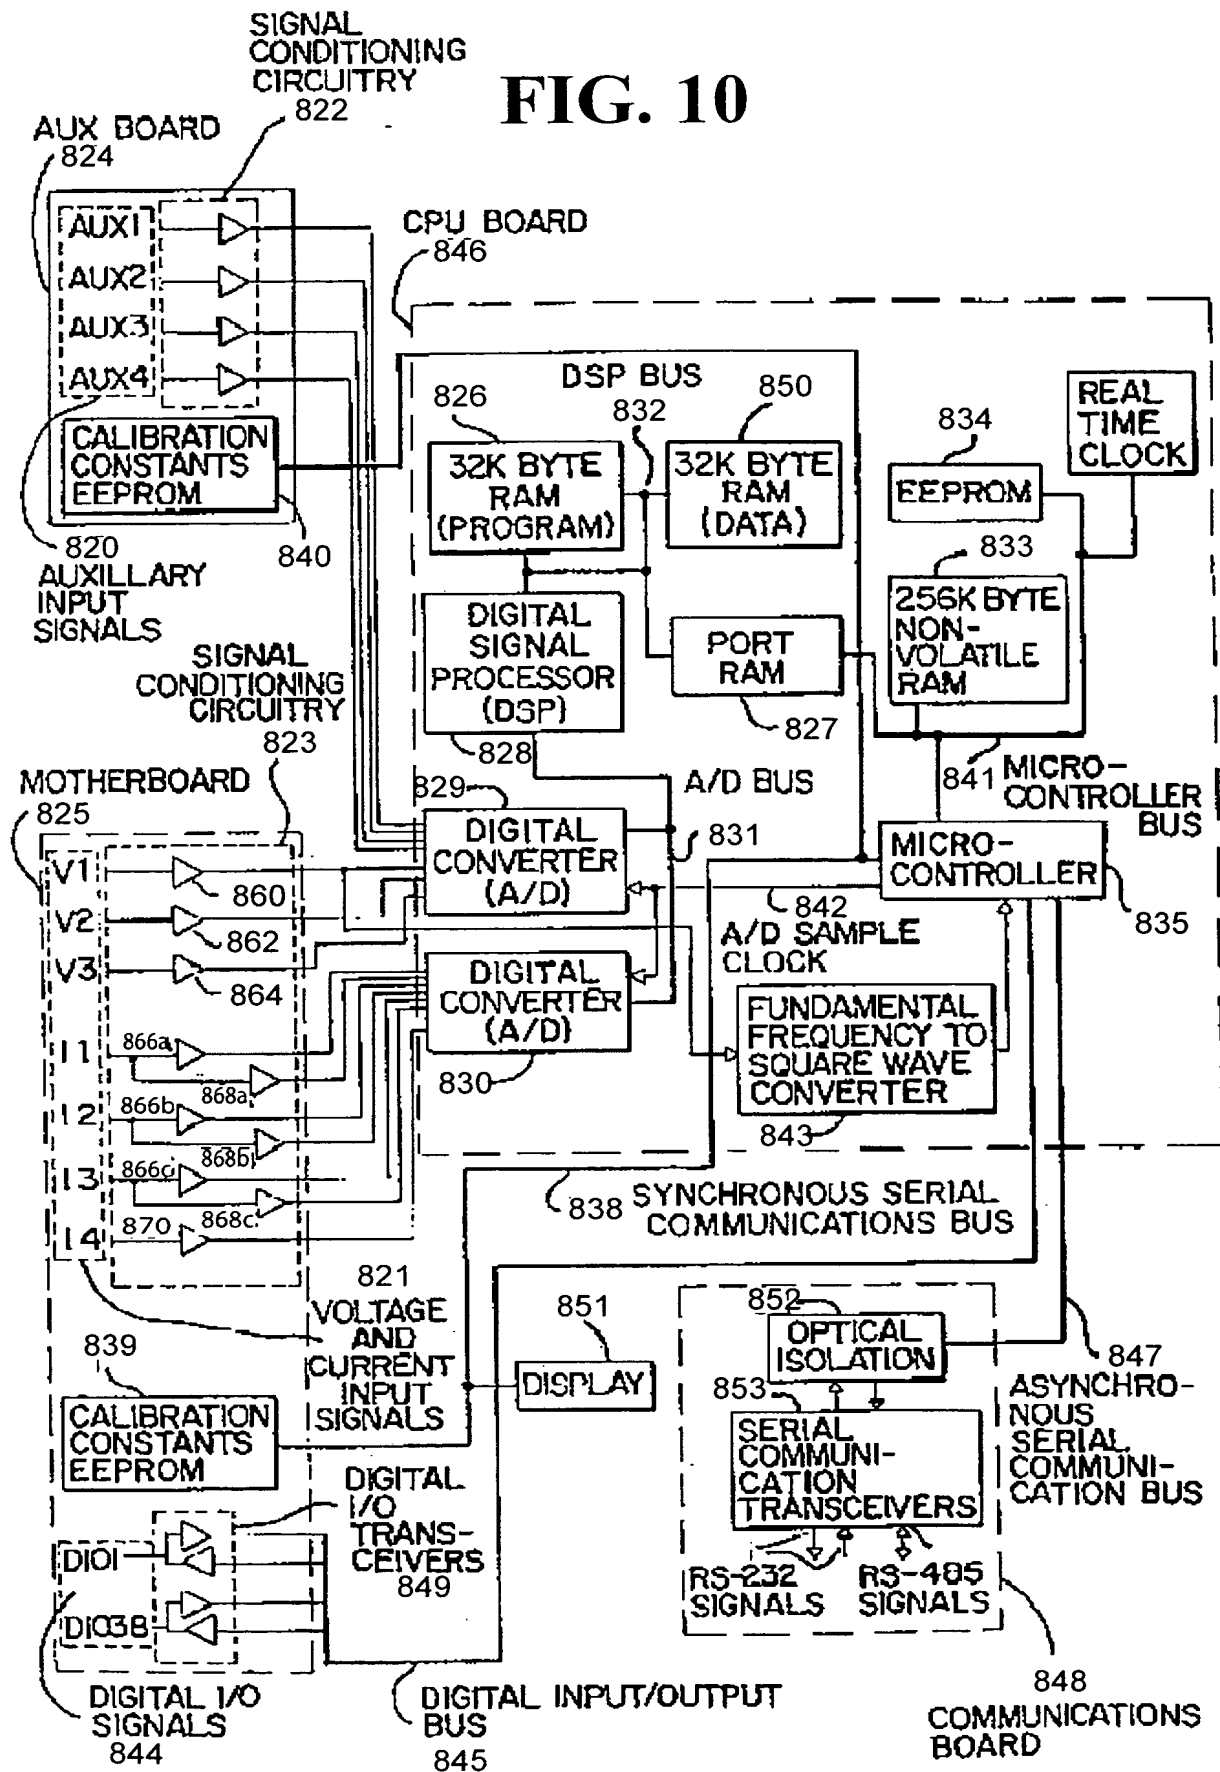 SIGNAL
CONDITIONING
CIRCUITRY
822
FIG. 10
AUX BOARD
824
CPU BOARD
846
AUX1
AUX2
AUX3
AUX4
CALIBRATION
CONSTANTS
EEPROM
820
AUXILLARY
INPUT
SIGNALS
840
DSP BUS
826
832
850
32K BYTE
RAM
(PROGRAM)
32K BYTE
RAM
(DATA)
834
EEPROM
REAL
TIME
CLOCK
833
256K BYTE
NON-
VOLATILE
RAM
DIGITAL
SIGNAL
PROCESSOR
(DSP)
828
PORT
RAM
827
841
MICRO-
CONTROLLER
BUS
SIGNAL
CONDITIONING
CIRCUITRY
823
MOTHERBOARD
825
829
A/D BUS
831
DIGITAL
CONVERTER
(A/D)
MICRO-
CONTROLLER
835
842
A/D SAMPLE
CLOCK
V1
860
V2
862
V3
864
DIGITAL
CONVERTER
(A/D)
830
FUNDAMENTAL
FREQUENCY TO
SQUARE WAVE
CONVERTER
843
I1
866a
868a
I2
866b
868b
I3
866c
868c
I4
870
838
SYNCHRONOUS SERIAL
COMMUNICATIONS BUS
821
VOLTAGE
AND
CURRENT
INPUT
SIGNALS
839
CALIBRATION
CONSTANTS
EEPROM
851
DISPLAY
852
OPTICAL
ISOLATION
853
SERIAL
COMMUNI-
CATION
TRANSCEIVERS
847
ASYNCHRO-
NOUS
SERIAL
COMMUNI-
CATION BUS
RS-232
SIGNALS
RS-485
SIGNALS
DIGITAL
I/O
TRANS-
CEIVERS
849
DIO1
DIO3B
DIGITAL I/O
SIGNALS
844
DIGITAL INPUT/OUTPUT
BUS
845
848
COMMUNICATIONS
BOARD